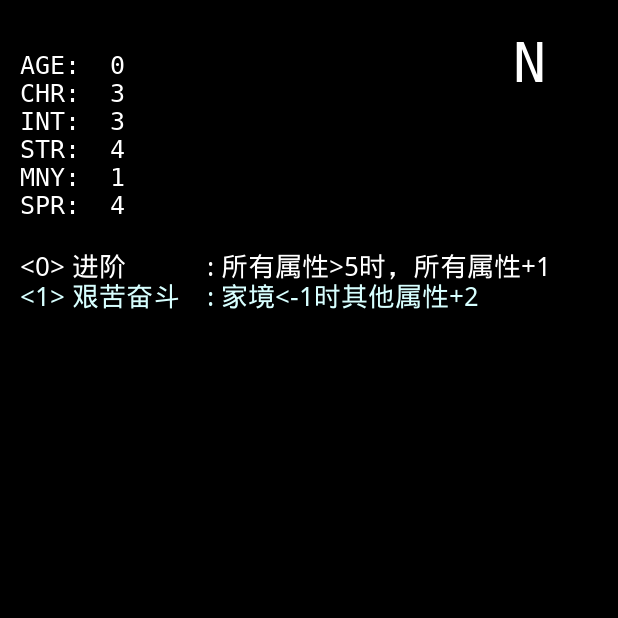 N
AGE: 0
CHR: 3
INT: 3
STR: 4
MNY: 1
SPR: 4
<0> 进阶 : 所有属性>5时，所有属性+1
<1> 艰苦奋斗 : 家境<-1时其他属性+2